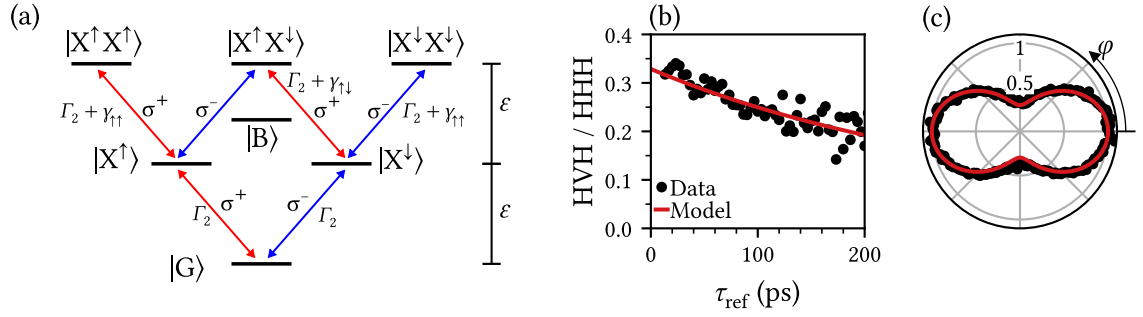 (a)
|X↑X↑⟩
|X↑X↓⟩
|X↓X↓⟩
Γ₂ + γ↑↑
σ⁺
σ⁻
Γ₂ + γ↑↓
σ⁺
σ⁻
Γ₂ + γ↑↑
ε
|B⟩
|X↑⟩
|X↓⟩
Γ₂
σ⁺
σ⁻
Γ₂
ε
|G⟩
(b)
HVH / HHH
0.4
0.3
0.2
0.1
0.0
Data
Model
0
100
200
τref (ps)
(c)
1
0.5
φ